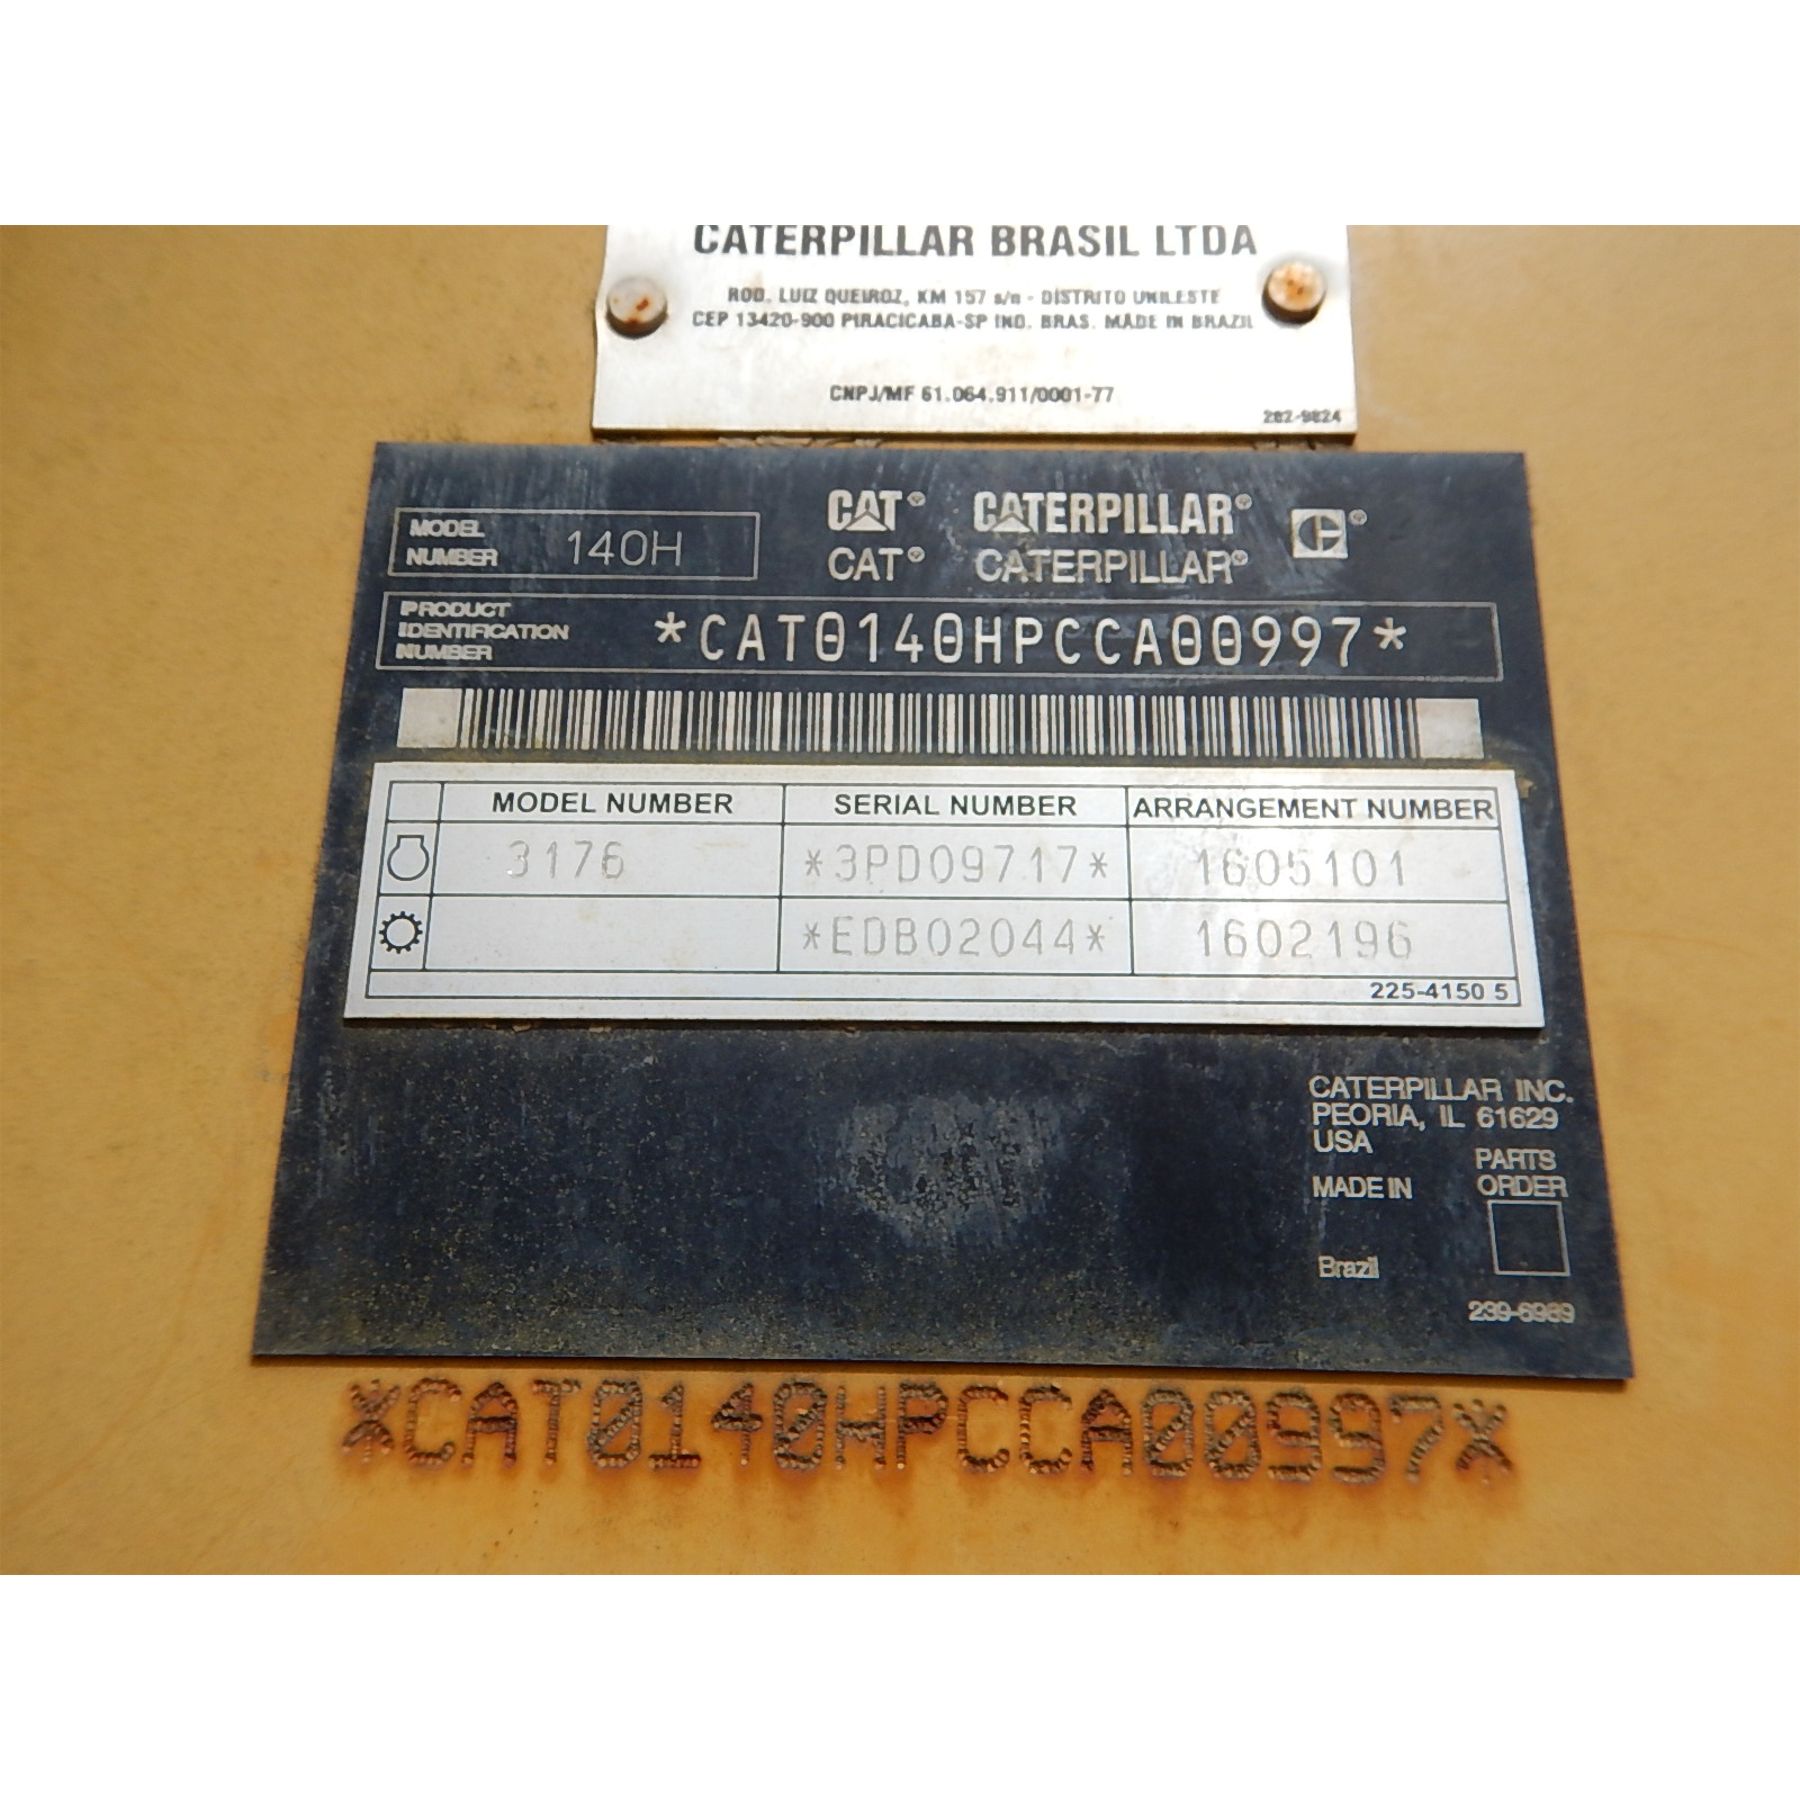 CATERPILLAR BRASIL LTDA
ROD. LUIZ QUEIROZ, KM 157 s/n - DISTRITO UNILESTE
CEP 13420-900 PIRACICABA-SP IND. BRAS. MADE IN BRAZIL
CNPJ/MF 61.064.911/0001-77
282-9824
MODEL NUMBER 140H
CAT® CATERPILLAR®
CAT® CATERPILLAR®
PRODUCT IDENTIFICATION NUMBER *CAT0140HPCCA00997*
MODEL NUMBER SERIAL NUMBER ARRANGEMENT NUMBER
3176 *3PD09717* 1605101
*EDB02044* 1602196
225-4150 5
CATERPILLAR INC.
PEORIA, IL 61629
USA
PARTS
MADE IN ORDER
Brazil
239-6989
*CAT0140HPCCA00997*